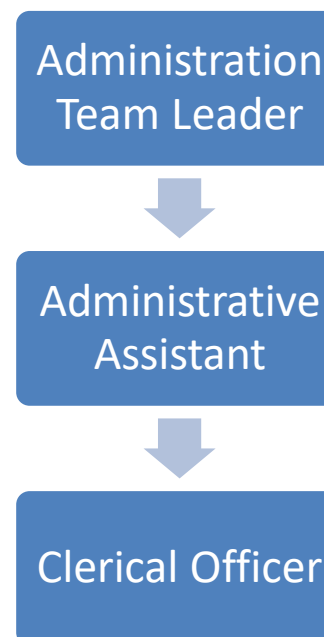 Administration
Team Leader
Administrative
Assistant
Clerical Officer